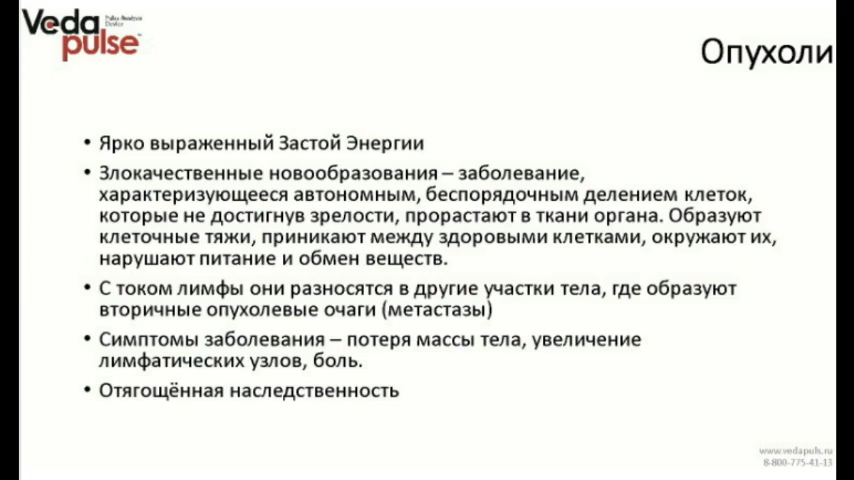 Veda Pulse Analysis
Device
pulse™
Опухоли
• Ярко выраженный Застой Энергии
• Злокачественные новообразования – заболевание,
характеризующееся автономным, беспорядочным делением клеток,
которые не достигнув зрелости, прорастают в ткани органа. Образуют
клеточные тяжи, приникают между здоровыми клетками, окружают их,
нарушают питание и обмен веществ.
• С током лимфы они разносятся в другие участки тела, где образуют
вторичные опухолевые очаги (метастазы)
• Симптомы заболевания – потеря массы тела, увеличение
лимфатических узлов, боль.
• Отягощённая наследственность
www.vedapuls.ru
8-800-775-41-13